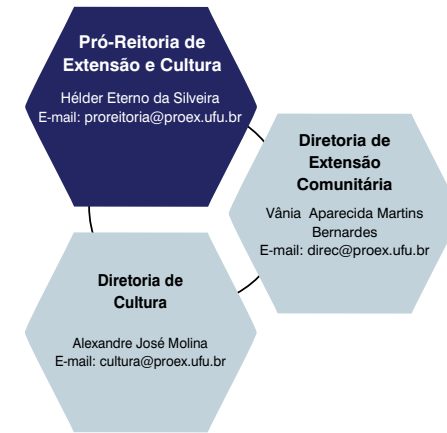 Pró-Reitoria de
Extensão e Cultura
Hélder Eterno da Silveira
E-mail: proreitoria@proex.ufu.br
Diretoria de
Extensão
Comunitária
Vânia Aparecida Martins
Bernardes
E-mail: direc@proex.ufu.br
Diretoria de
Cultura
Alexandre José Molina
E-mail: cultura@proex.ufu.br